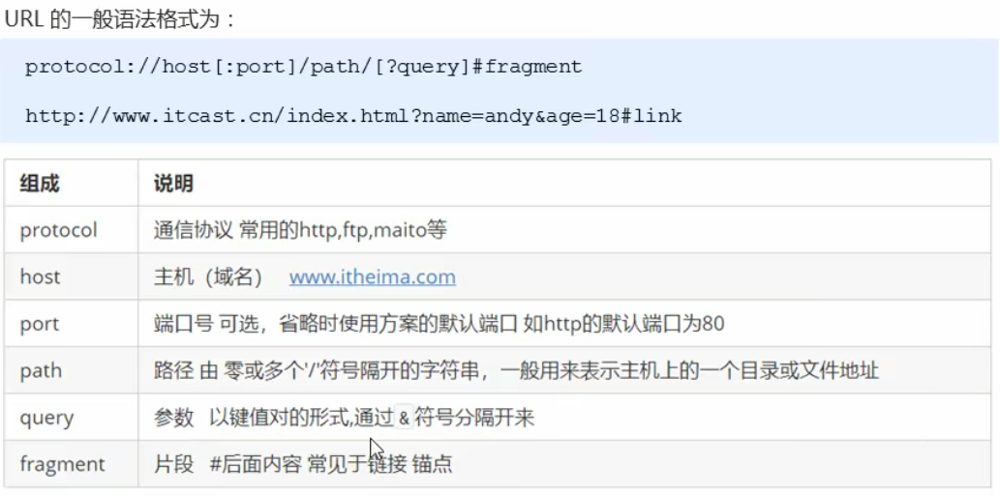 URL 的一般语法格式为：
protocol://host[:port]/path/[?query]#fragment
http://www.itcast.cn/index.html?name=andy&age=18#link
组成 说明
protocol 通信协议 常用的http,ftp,maito等
host 主机（域名） www.itheima.com
port 端口号 可选，省略时使用方案的默认端口 如http的默认端口为80
path 路径 由 零或多个'/'符号隔开的字符串，一般用来表示主机上的一个目录或文件地址
query 参数 以键值对的形式,通过 & 符号分隔开来
fragment 片段 #后面内容 常见于链接 锚点